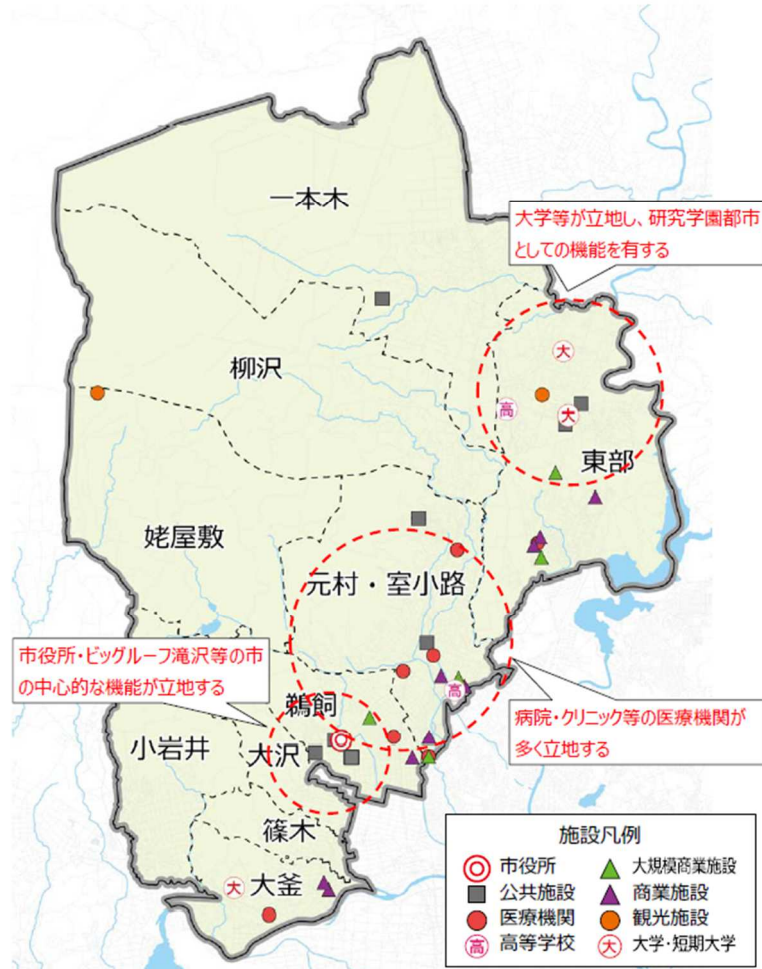 一本木
大学等が立地し、研究学園都市
としての機能を有する
大
柳沢
高
大
東部
姥屋敷
元村・室小路
市役所・ビッグルーフ滝沢等の市
の中心的な機能が立地する
高
病院・クリニック等の医療機関が
多く立地する
鵜飼
小岩井
大沢
篠木
大
大釜
施設凡例
市役所
大規模商業施設
公共施設
商業施設
医療機関
観光施設
高
高等学校
大
大学・短期大学